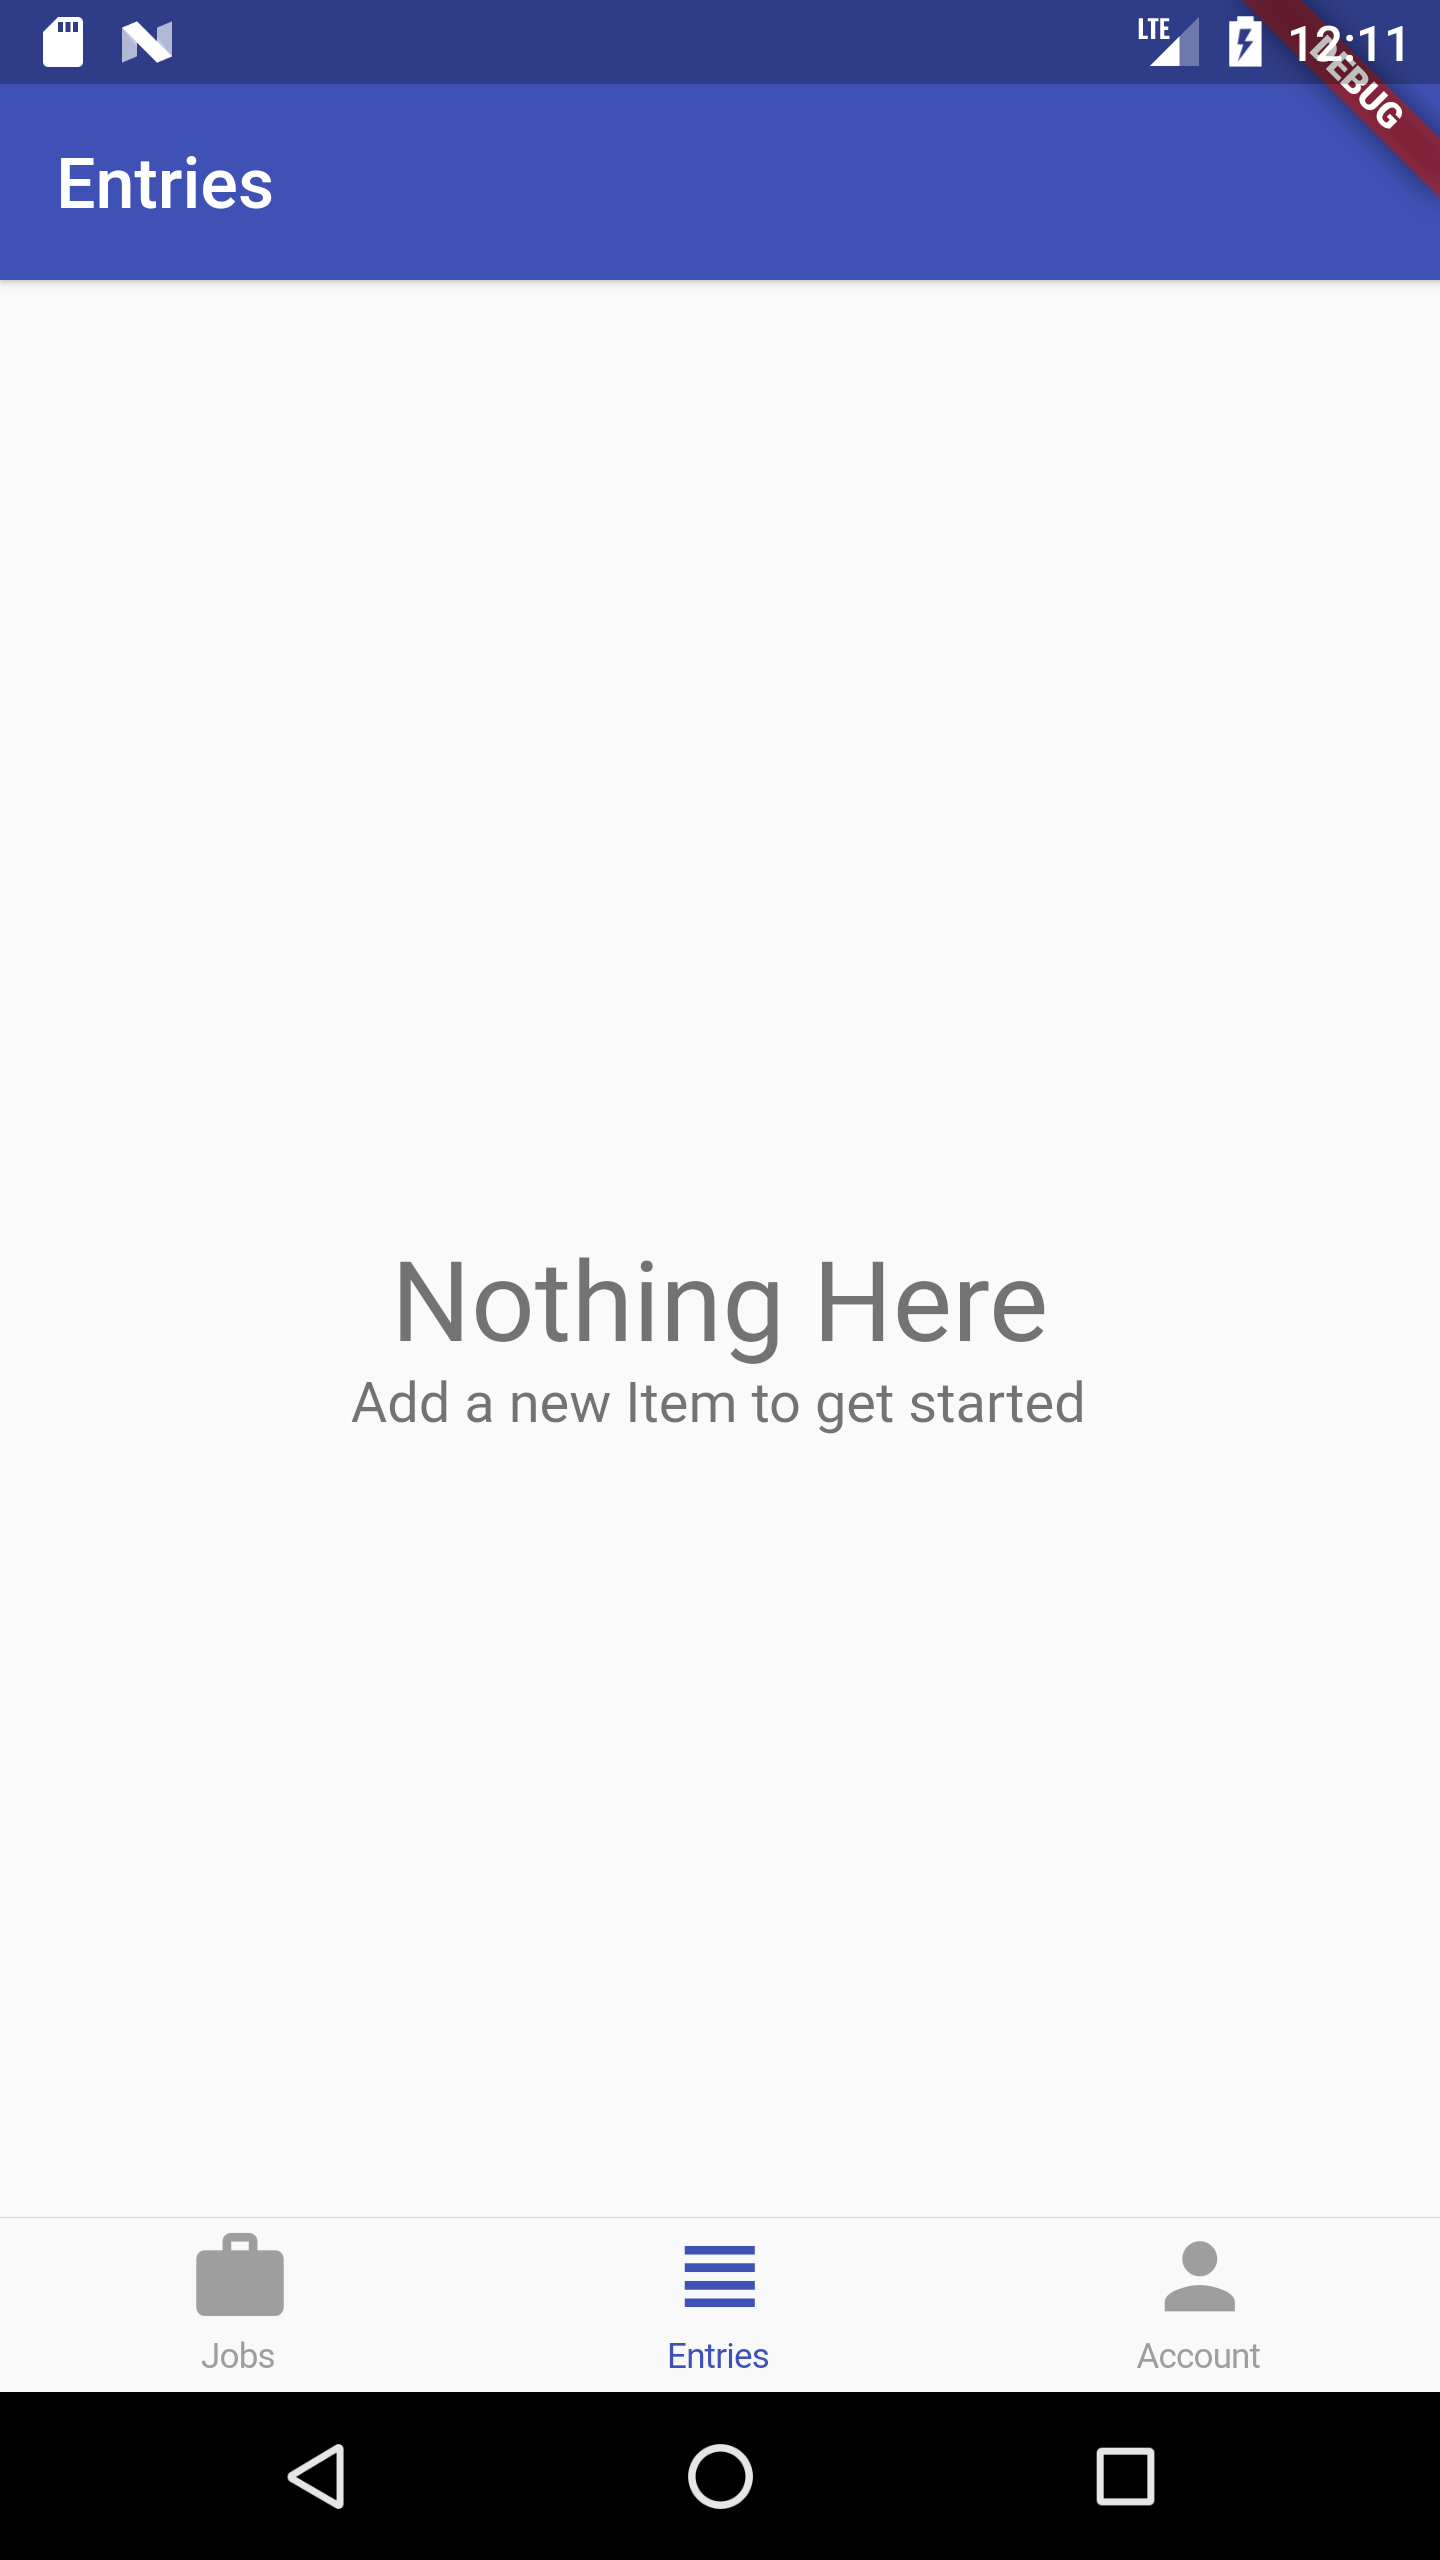 LTE 12:11
DEBUG
Entries
Nothing Here
Add a new Item to get started
Jobs Entries Account